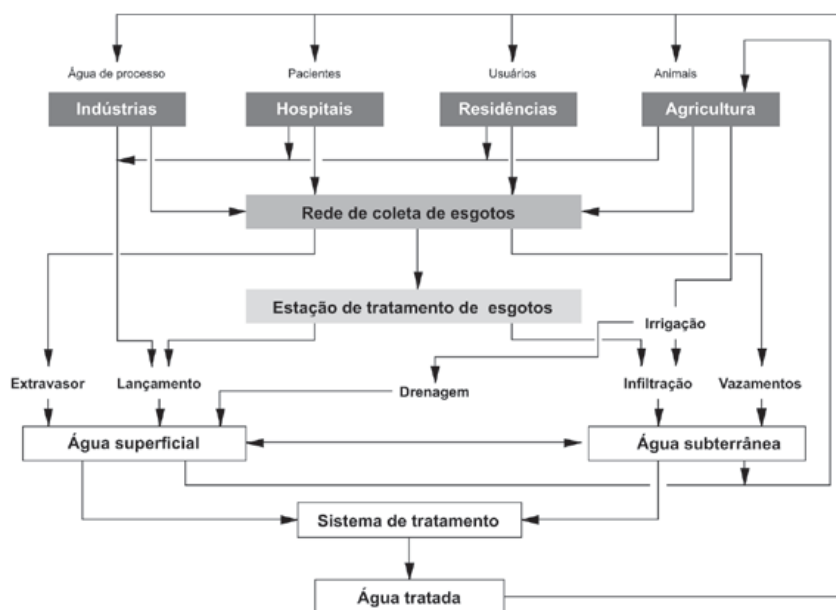 Água de processo
Pacientes
Usuários
Animais
Indústrias
Hospitais
Residências
Agricultura
Rede de coleta de esgotos
Estação de tratamento de esgotos
Irrigação
Extravasor
Lançamento
Drenagem
Infiltração
Vazamentos
Água superficial
Água subterrânea
Sistema de tratamento
Água tratada